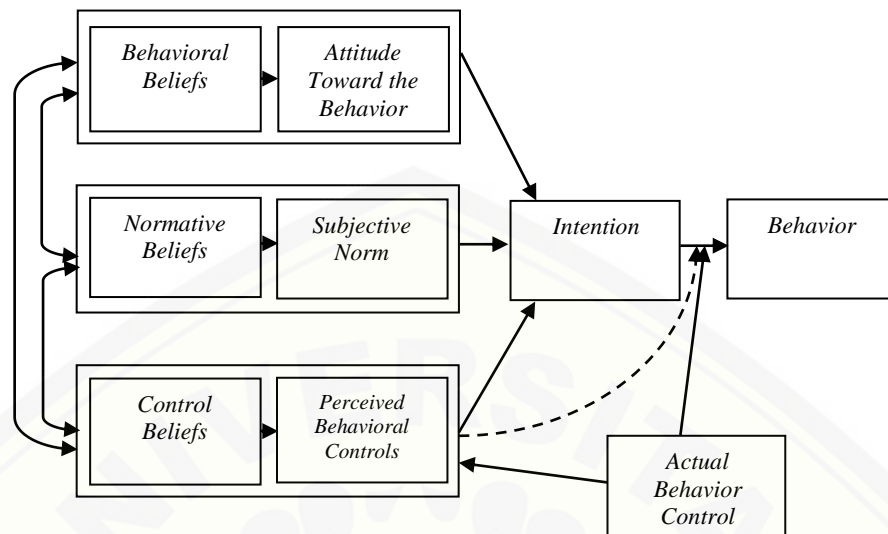 Behavioral
Beliefs
Attitude
Toward the
Behavior
Normative
Beliefs
Subjective
Norm
Intention
Behavior
Control
Beliefs
Perceived
Behavioral
Controls
Actual
Behavior
Control
NIVERSITA